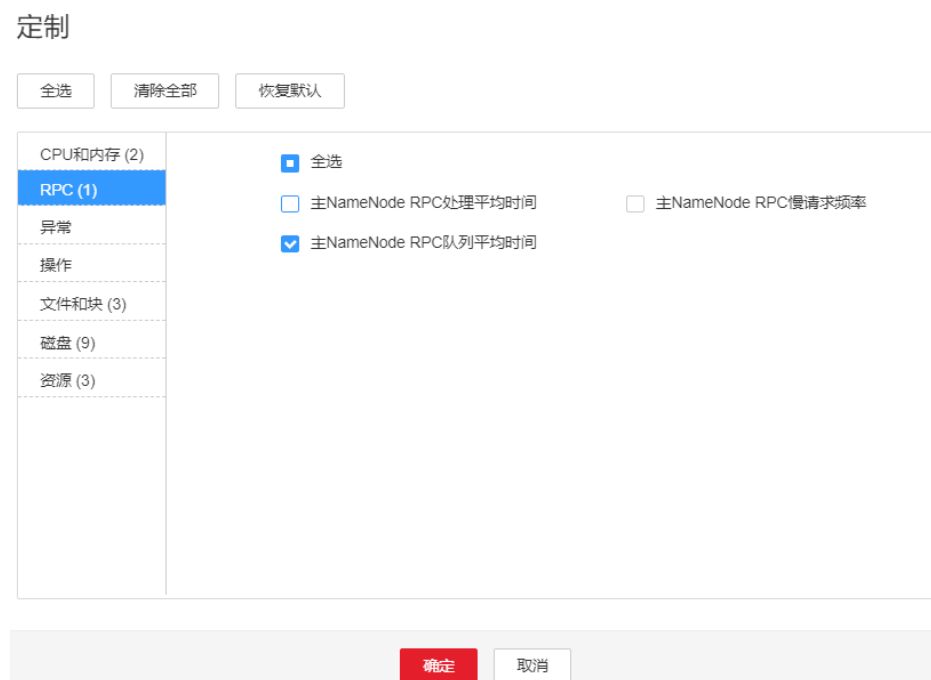 定制
全选 清除全部 恢复默认
CPU和内存 (2)
RPC (1)
异常
操作
文件和块 (3)
磁盘 (9)
资源 (3)
全选
主NameNode RPC处理平均时间 主NameNode RPC慢请求频率
主NameNode RPC队列平均时间
确定 取消